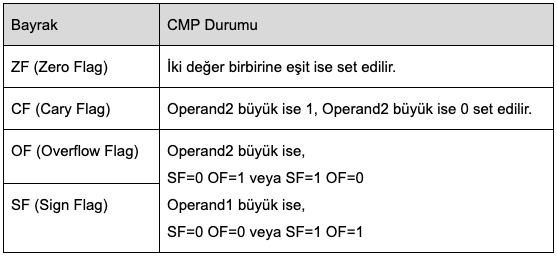 Bayrak
CMP Durumu
ZF (Zero Flag)
İki değer birbirine eşit ise set edilir.
CF (Cary Flag)
Operand2 büyük ise 1, Operand2 büyük ise 0 set edilir.
OF (Overflow Flag)
Operand2 büyük ise,
SF=0 OF=1 veya SF=1 OF=0
SF (Sign Flag)
Operand1 büyük ise,
SF=0 OF=0 veya SF=1 OF=1